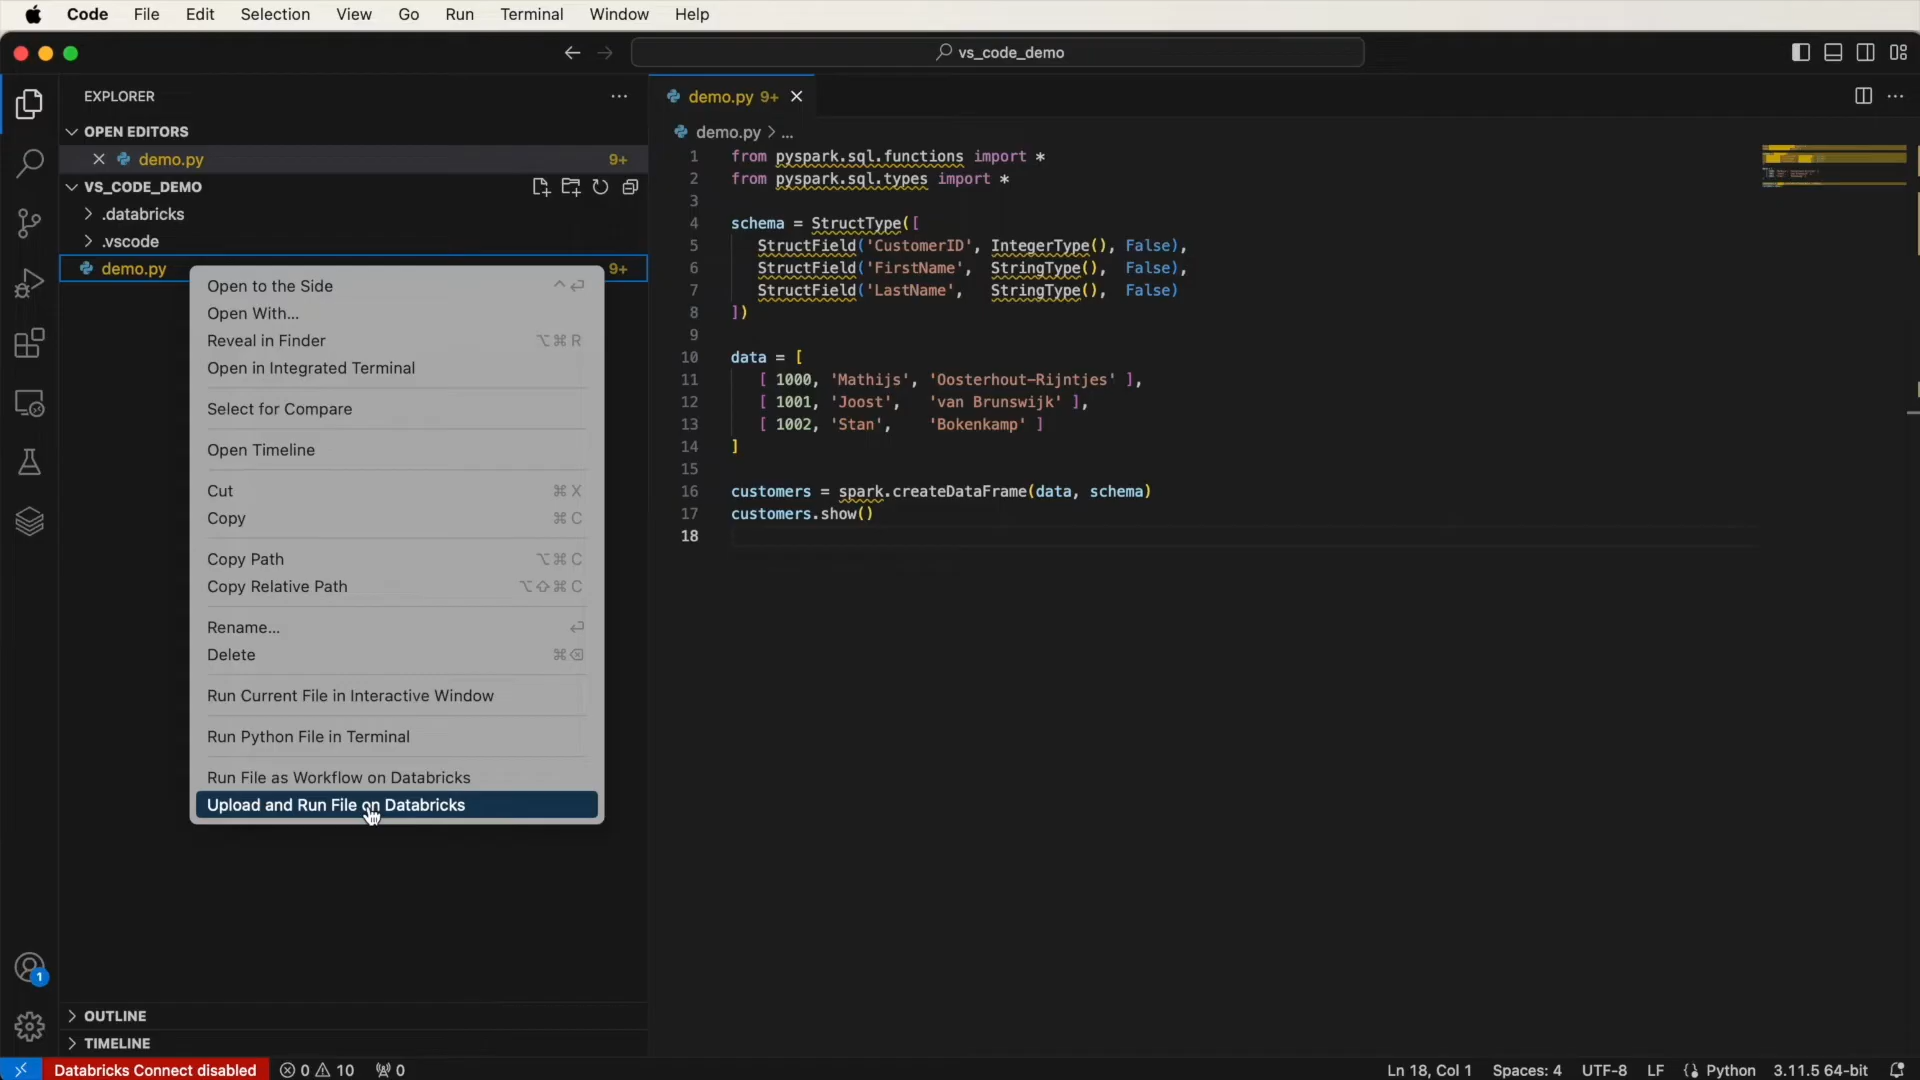 Code File Edit Selection View Go Run Terminal Window Help
vs_code_demo
EXPLORER
OPEN EDITORS
demo.py 9+
VS_CODE_DEMO
.databricks
.vscode
demo.py 9+
Open to the Side ^ ⏎
Open With...
Reveal in Finder ⌥⌘ R
Open in Integrated Terminal
Select for Compare
Open Timeline
Cut ⌘ X
Copy ⌘ C
Copy Path ⌥⌘ C
Copy Relative Path ⌥⇧⌘ C
Rename... ⏎
Delete ⌘⌫
Run Current File in Interactive Window
Run Python File in Terminal
Run File as Workflow on Databricks
Upload and Run File on Databricks
1
OUTLINE
TIMELINE
demo.py 9+
demo.py > ...
1 from pyspark.sql.functions import *
2 from pyspark.sql.types import *
3
4 schema = StructType([
5 StructField('CustomerID', IntegerType(), False),
6 StructField('FirstName', StringType(), False),
7 StructField('LastName', StringType(), False)
8 ])
9
10 data = [
11 [ 1000, 'Mathijs', 'Oosterhout-Rijntjes' ],
12 [ 1001, 'Joost', 'van Brunswijk' ],
13 [ 1002, 'Stan', 'Bokenkamp' ]
14 ]
15
16 customers = spark.createDataFrame(data, schema)
17 customers.show()
18
Databricks Connect disabled 0 10 0 Ln 18, Col 1 Spaces: 4 UTF-8 LF Python 3.11.5 64-bit